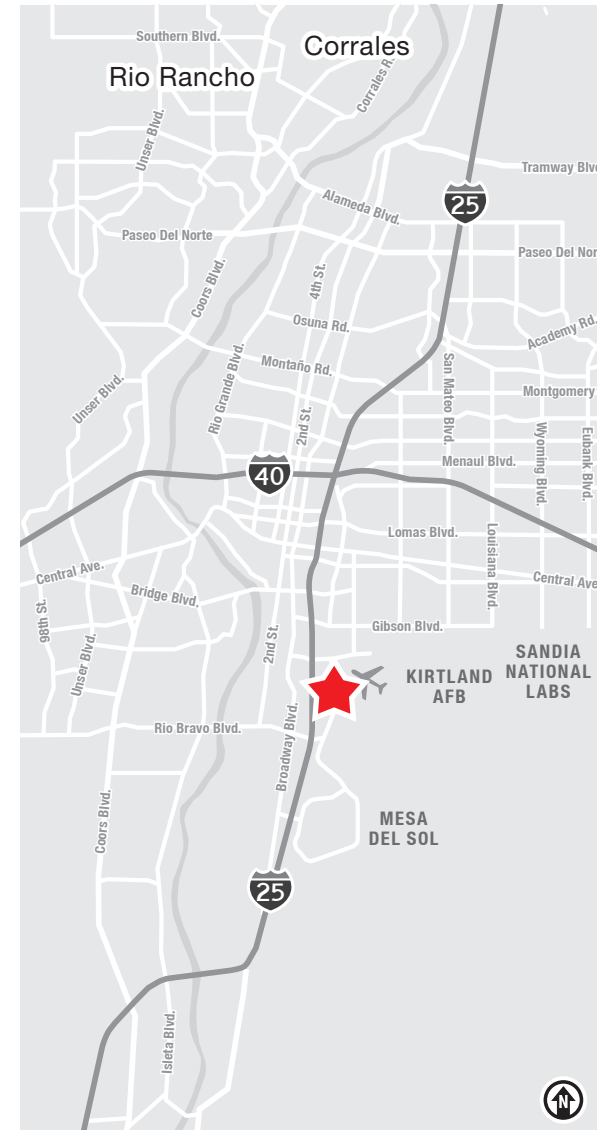 Southern Blvd.
Corrales
Rio Rancho
Corrales R
Unser Blvd.
Tramway Blv
25
Alameda Blvd.
Paseo Del Norte
Paseo Del Nor
Coors Blvd.
4th St.
Osuna Rd.
Academy Rd.
Montaño Rd.
San Mateo Blvd.
Rio Grande Blvd.
Unser Blvd.
Montgomery
2nd St.
Wyoming Blvd.
Eubank Blvd.
Menaul Blvd.
40
Lomas Blvd.
Louisiana Blvd.
Central Ave.
Central Ave
Bridge Blvd.
98th St.
Gibson Blvd.
2nd St.
Unser Blvd.
SANDIA
NATIONAL
LABS
KIRTLAND
AFB
Rio Bravo Blvd.
Broadway Blvd.
MESA
DEL SOL
Coors Blvd.
25
Isleta Blvd.
N